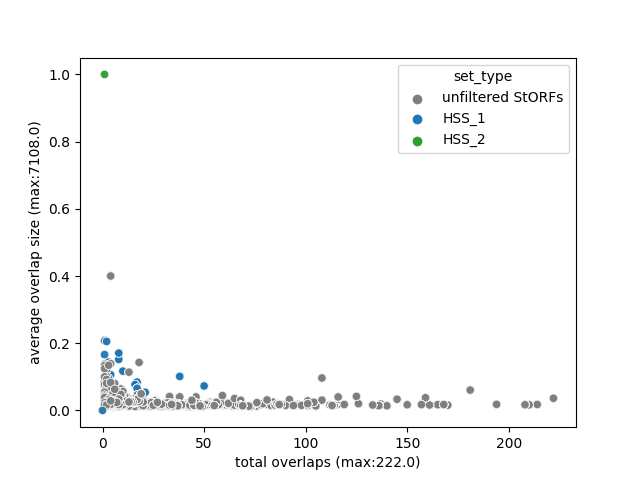 set_type
unfiltered StORFs
HSS_1
HSS_2
1.0
0.8
0.6
0.4
0.2
0.0
average overlap size (max:7108.0)
0
50
100
150
200
total overlaps (max:222.0)